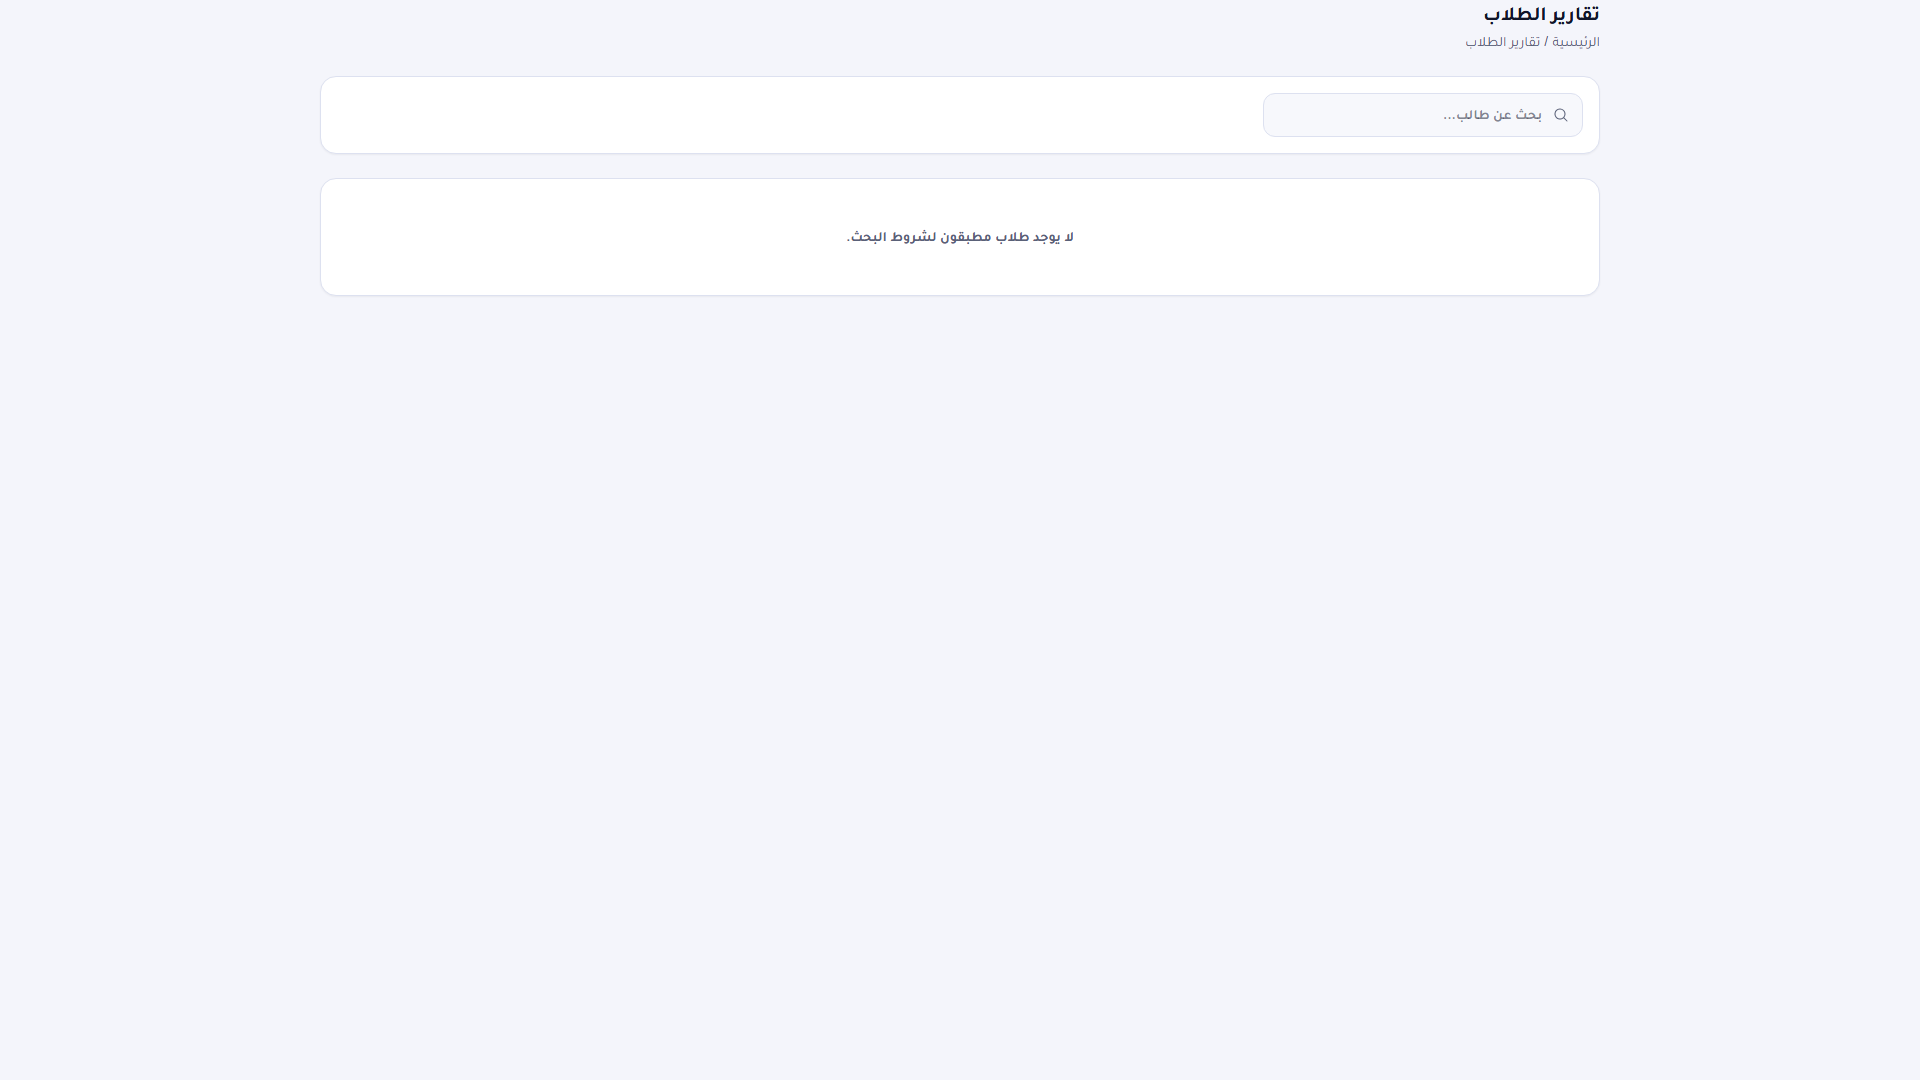 تقارير الطلاب
الرئيسية / تقارير الطلاب
بحث عن طالب...
لا يوجد طلاب مطبقون لشروط البحث.